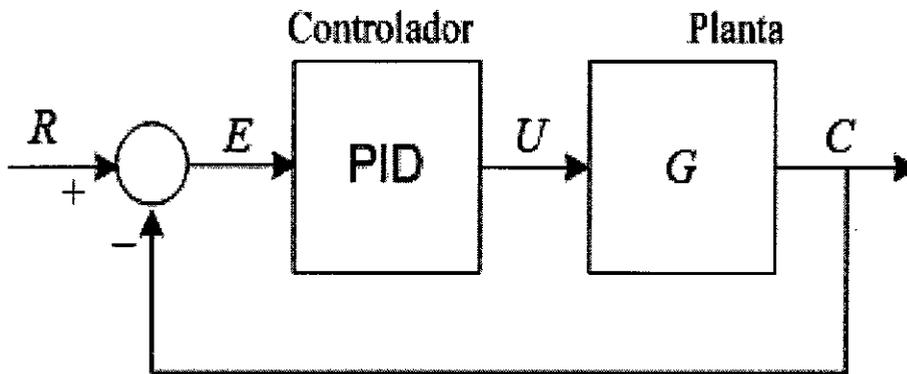 Controlador Planta
R E PID U G C
+
−